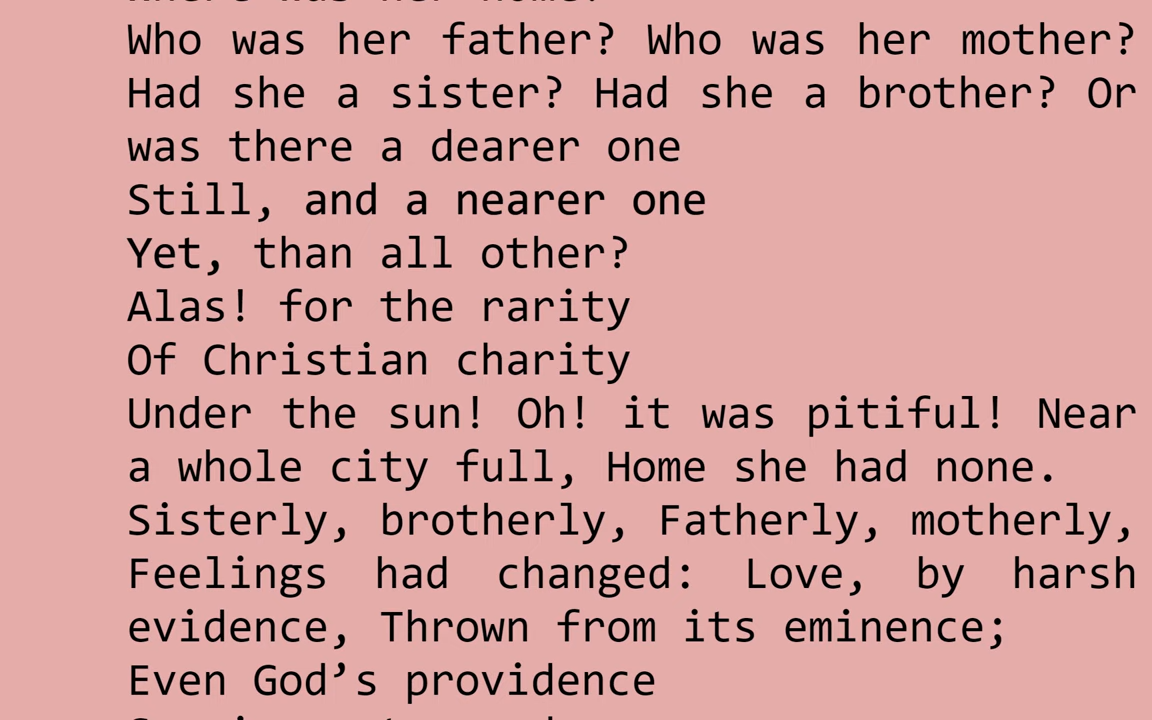 Who was her father? Who was her mother?
Had she a sister? Had she a brother? Or
was there a dearer one
Still, and a nearer one
Yet, than all other?
Alas! for the rarity
Of Christian charity
Under the sun! Oh! it was pitiful! Near
a whole city full, Home she had none.
Sisterly, brotherly, Fatherly, motherly,
Feelings had changed: Love, by harsh
evidence, Thrown from its eminence;
Even God’s providence